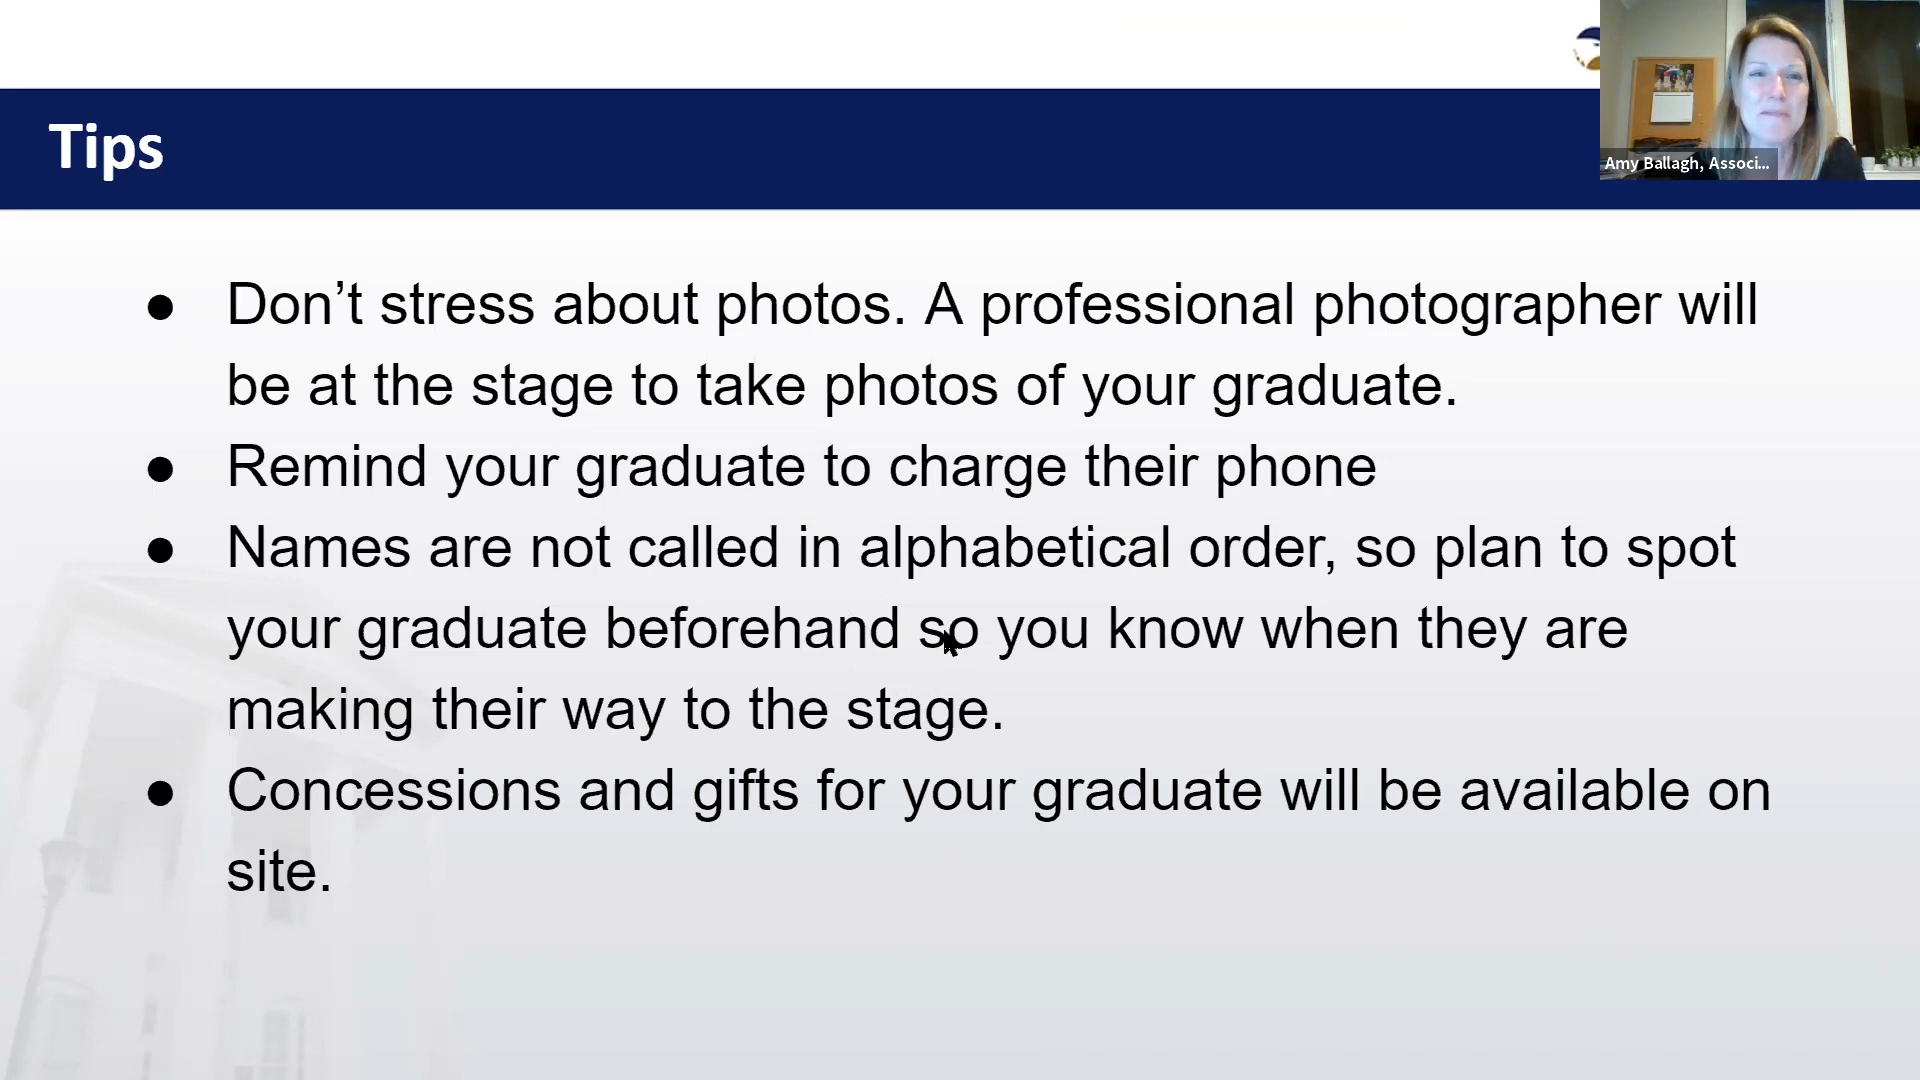 Tips
Amy Ballagh, Associ...
● Don’t stress about photos. A professional photographer will
be at the stage to take photos of your graduate.
● Remind your graduate to charge their phone
● Names are not called in alphabetical order, so plan to spot
your graduate beforehand so you know when they are
making their way to the stage.
● Concessions and gifts for your graduate will be available on
site.